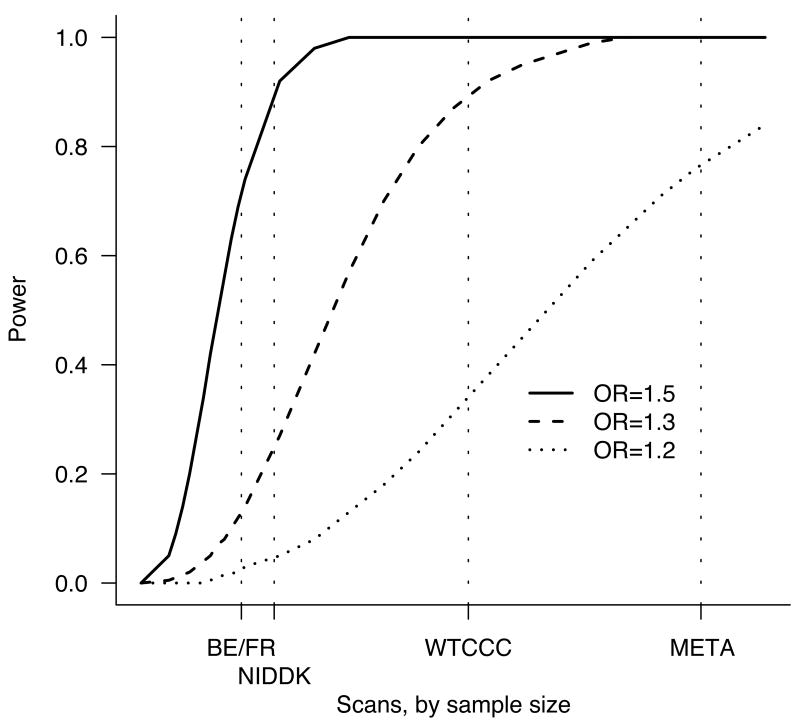 1.0
0.8
0.6
0.4
0.2
0.0
Power
OR=1.5
OR=1.3
OR=1.2
BE/FR
WTCCC
META
NIDDK
Scans, by sample size